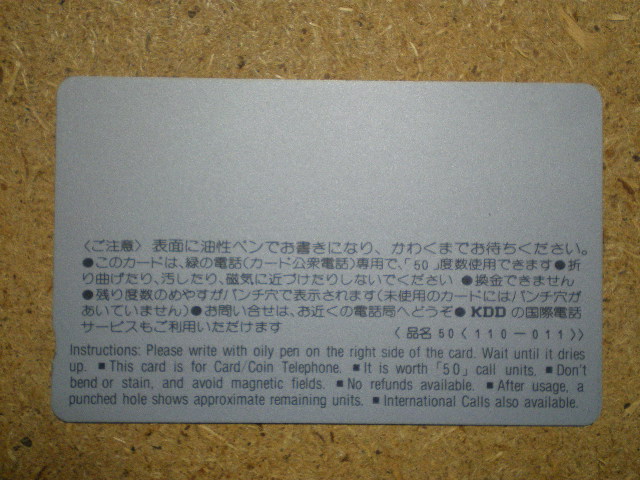 〈ご注意〉 表面に油性ペンでお書きになり、かわくまでお待ちください。
●このカードは、緑の電話(カード公衆電話)専用で、「50」度数使用できます●折
り曲げたり、汚したり、磁気に近づけたりしないでください ●換金できません
●残り度数のめやすがパンチ穴で表示されます(未使用のカードにはパンチ穴が
あいていません)●お問い合せは、お近くの電話局へどうぞ● KDD の国際電話
サービスもご利用いただけます
〈品名50〈110－011〉〉
Instructions: Please write with oily pen on the right side of the card. Wait until it dries
up. ■ This card is for Card/Coin Telephone. ■ It is worth「50」call units. ■ Don't
bend or stain, and avoid magnetic fields. ■ No refunds available. ■ After usage, a
punched hole shows approximate remaining units. ■ International Calls also available.